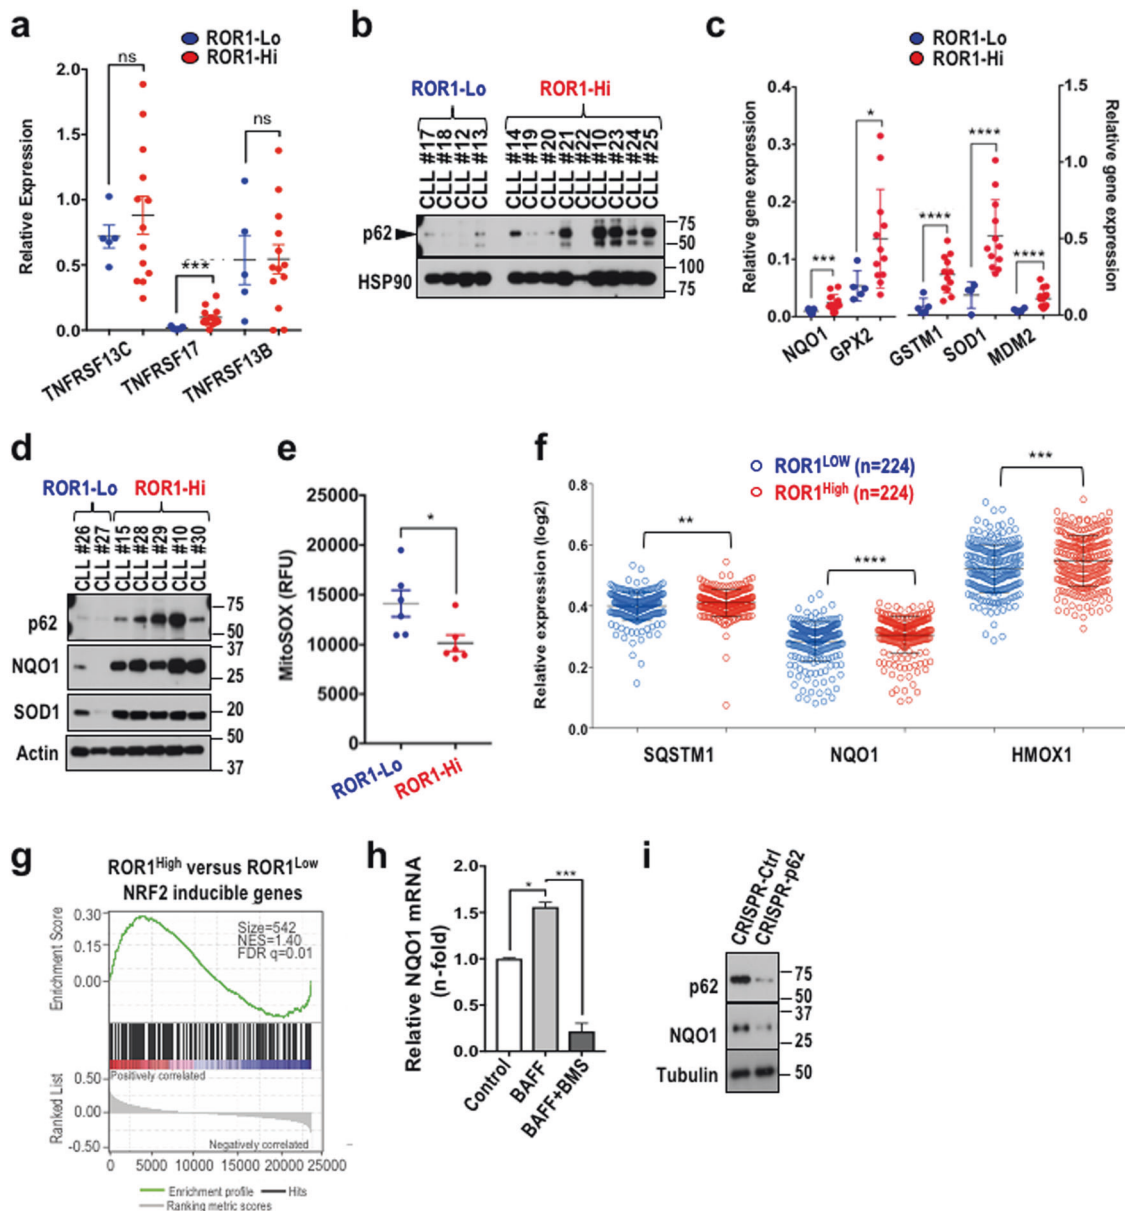 a
ROR1-Lo
ROR1-Hi
ns
ns
***
Relative Expression
2.0
1.5
1.0
0.5
0.0
TNFRSF13C
TNFRSF17
TNFRSF13B
b
ROR1-Lo ROR1-Hi
CLL #17
CLL #18
CLL #12
CLL #13
CLL #14
CLL #19
CLL #20
CLL #21
CLL #22
CLL #10
CLL #23
CLL #24
CLL #25
p62
75
50
HSP90
100
75
c
ROR1-Lo
ROR1-Hi
Relative gene expression
0.4
0.3
0.2
0.1
0.0
***
*
****
****
****
1.5
1.0
0.5
0.0
Relative gene expression
NQO1
GPX2
GSTM1
SOD1
MDM2
d
ROR1-Lo ROR1-Hi
CLL #26
CLL #27
CLL #15
CLL #28
CLL #29
CLL #10
CLL #30
p62
75
50
NQO1
37
25
SOD1
20
Actin
50
37
e
MitoSOX (RFU)
25000
20000
15000
10000
5000
0
*
ROR1-Lo
ROR1-Hi
f
ROR1LOW (n=224)
ROR1High (n=224)
Relative expression (log2)
0.8
0.6
0.4
0.2
0.0
**
****
***
SQSTM1 NQO1 HMOX1
g
ROR1High versus ROR1Low
NRF2 inducible genes
Enrichment Score
0.30
0.15
0.00
Size=542
NES=1.40
FDR q=0.01
Positively correlated
Ranked List
0.50
0.00
-0.50
Negatively correlated
0 5000 10000 15000 20000 25000
Enrichment profile Hits
Ranking metric scores
h
Relative NQO1 mRNA
(n-fold)
2.0
1.5
1.0
0.5
0.0
* ***
Control
BAFF
BAFF+BMS
i
CRISPR-Ctrl
CRISPR-p62
p62
75
50
NQO1
37
25
Tubulin
50